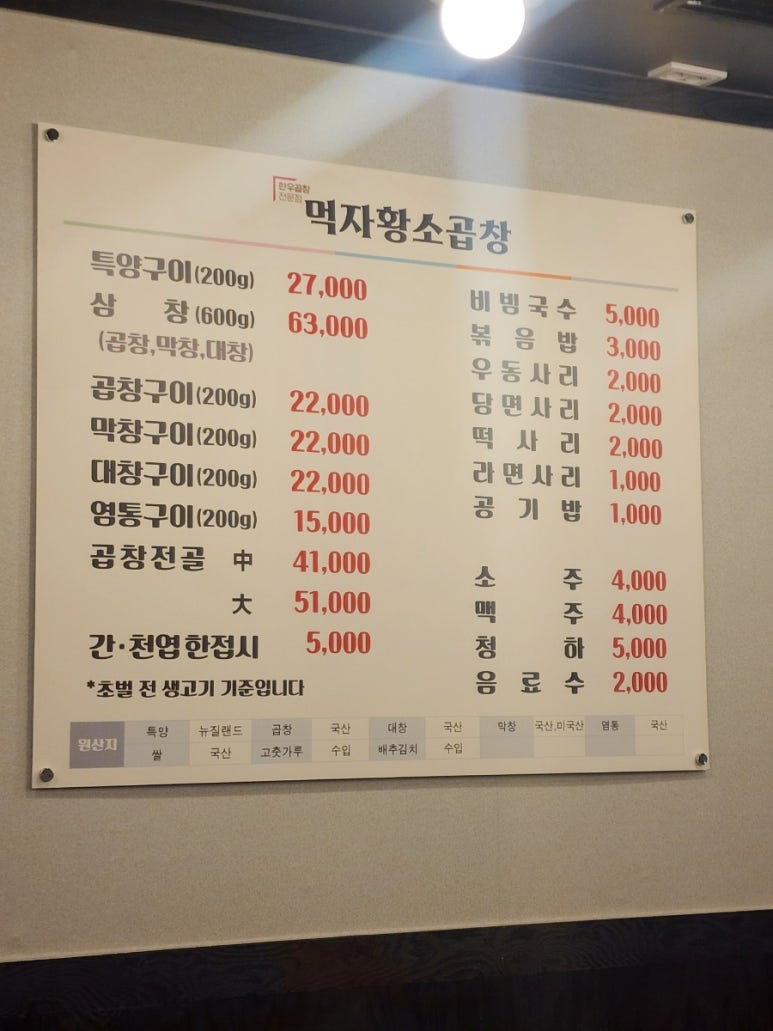 한우곱창
전문점
먹자황소곱창
특양구이(200g) 27,000
삼 창(600g) 63,000
(곱창,막창,대창)
곱창구이(200g) 22,000
막창구이(200g) 22,000
대창구이(200g) 22,000
염통구이(200g) 15,000
곱창전골 中 41,000
大 51,000
간·천엽 한접시 5,000
*초벌 전 생고기 기준입니다
비빔국수 5,000
볶음밥 3,000
우동사리 2,000
당면사리 2,000
떡사리 2,000
라면사리 1,000
공기밥 1,000
소주 4,000
맥주 4,000
청하 5,000
음료수 2,000
원산지
특양 뉴질랜드 곱창 국산 대창 국산 막창 국산,미국산 염통 국산
쌀 국산 고춧가루 수입 배추김치 수입